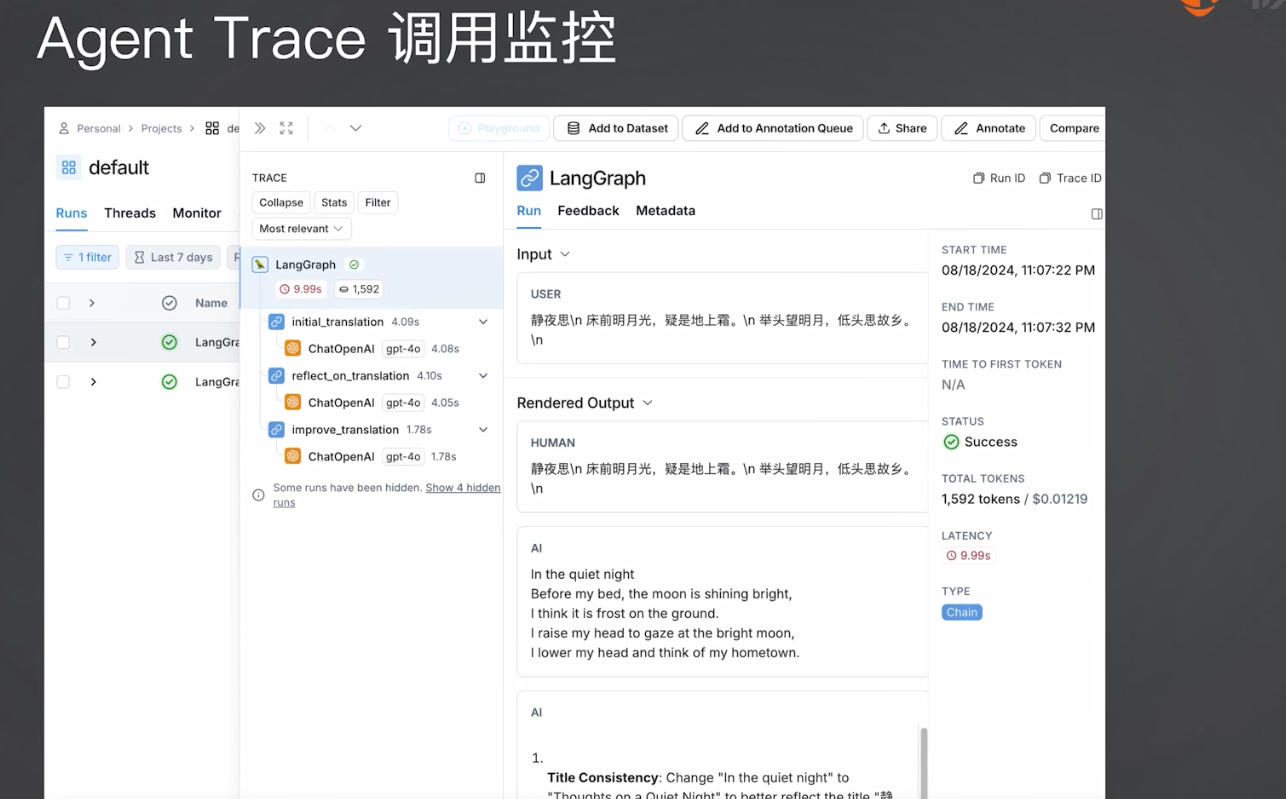 Agent Trace 调用监控
Personal > Projects > de
default
Runs Threads Monitor
1 filter Last 7 days R
Name
LangGra
LangGra
Playground Add to Dataset Add to Annotation Queue Share Annotate Compare
TRACE
Collapse Stats Filter
Most relevant
LangGraph
9.99s 1,592
initial_translation 4.09s
ChatOpenAI gpt-4o 4.08s
reflect_on_translation 4.10s
ChatOpenAI gpt-4o 4.05s
improve_translation 1.78s
ChatOpenAI gpt-4o 1.78s
Some runs have been hidden. Show 4 hidden
runs
LangGraph
Run ID Trace ID
Run Feedback Metadata
Input
USER
静夜思\n 床前明月光，疑是地上霜。\n 举头望明月，低头思故乡。
\n
Rendered Output
HUMAN
静夜思\n 床前明月光，疑是地上霜。\n 举头望明月，低头思故乡。
\n
AI
In the quiet night
Before my bed, the moon is shining bright,
I think it is frost on the ground.
I raise my head to gaze at the bright moon,
I lower my head and think of my hometown.
AI
1.
Title Consistency: Change "In the quiet night" to
"Thoughts on a Quiet Night" to better reflect the title "静
START TIME
08/18/2024, 11:07:22 PM
END TIME
08/18/2024, 11:07:32 PM
TIME TO FIRST TOKEN
N/A
STATUS
Success
TOTAL TOKENS
1,592 tokens / $0.01219
LATENCY
9.99s
TYPE
Chain